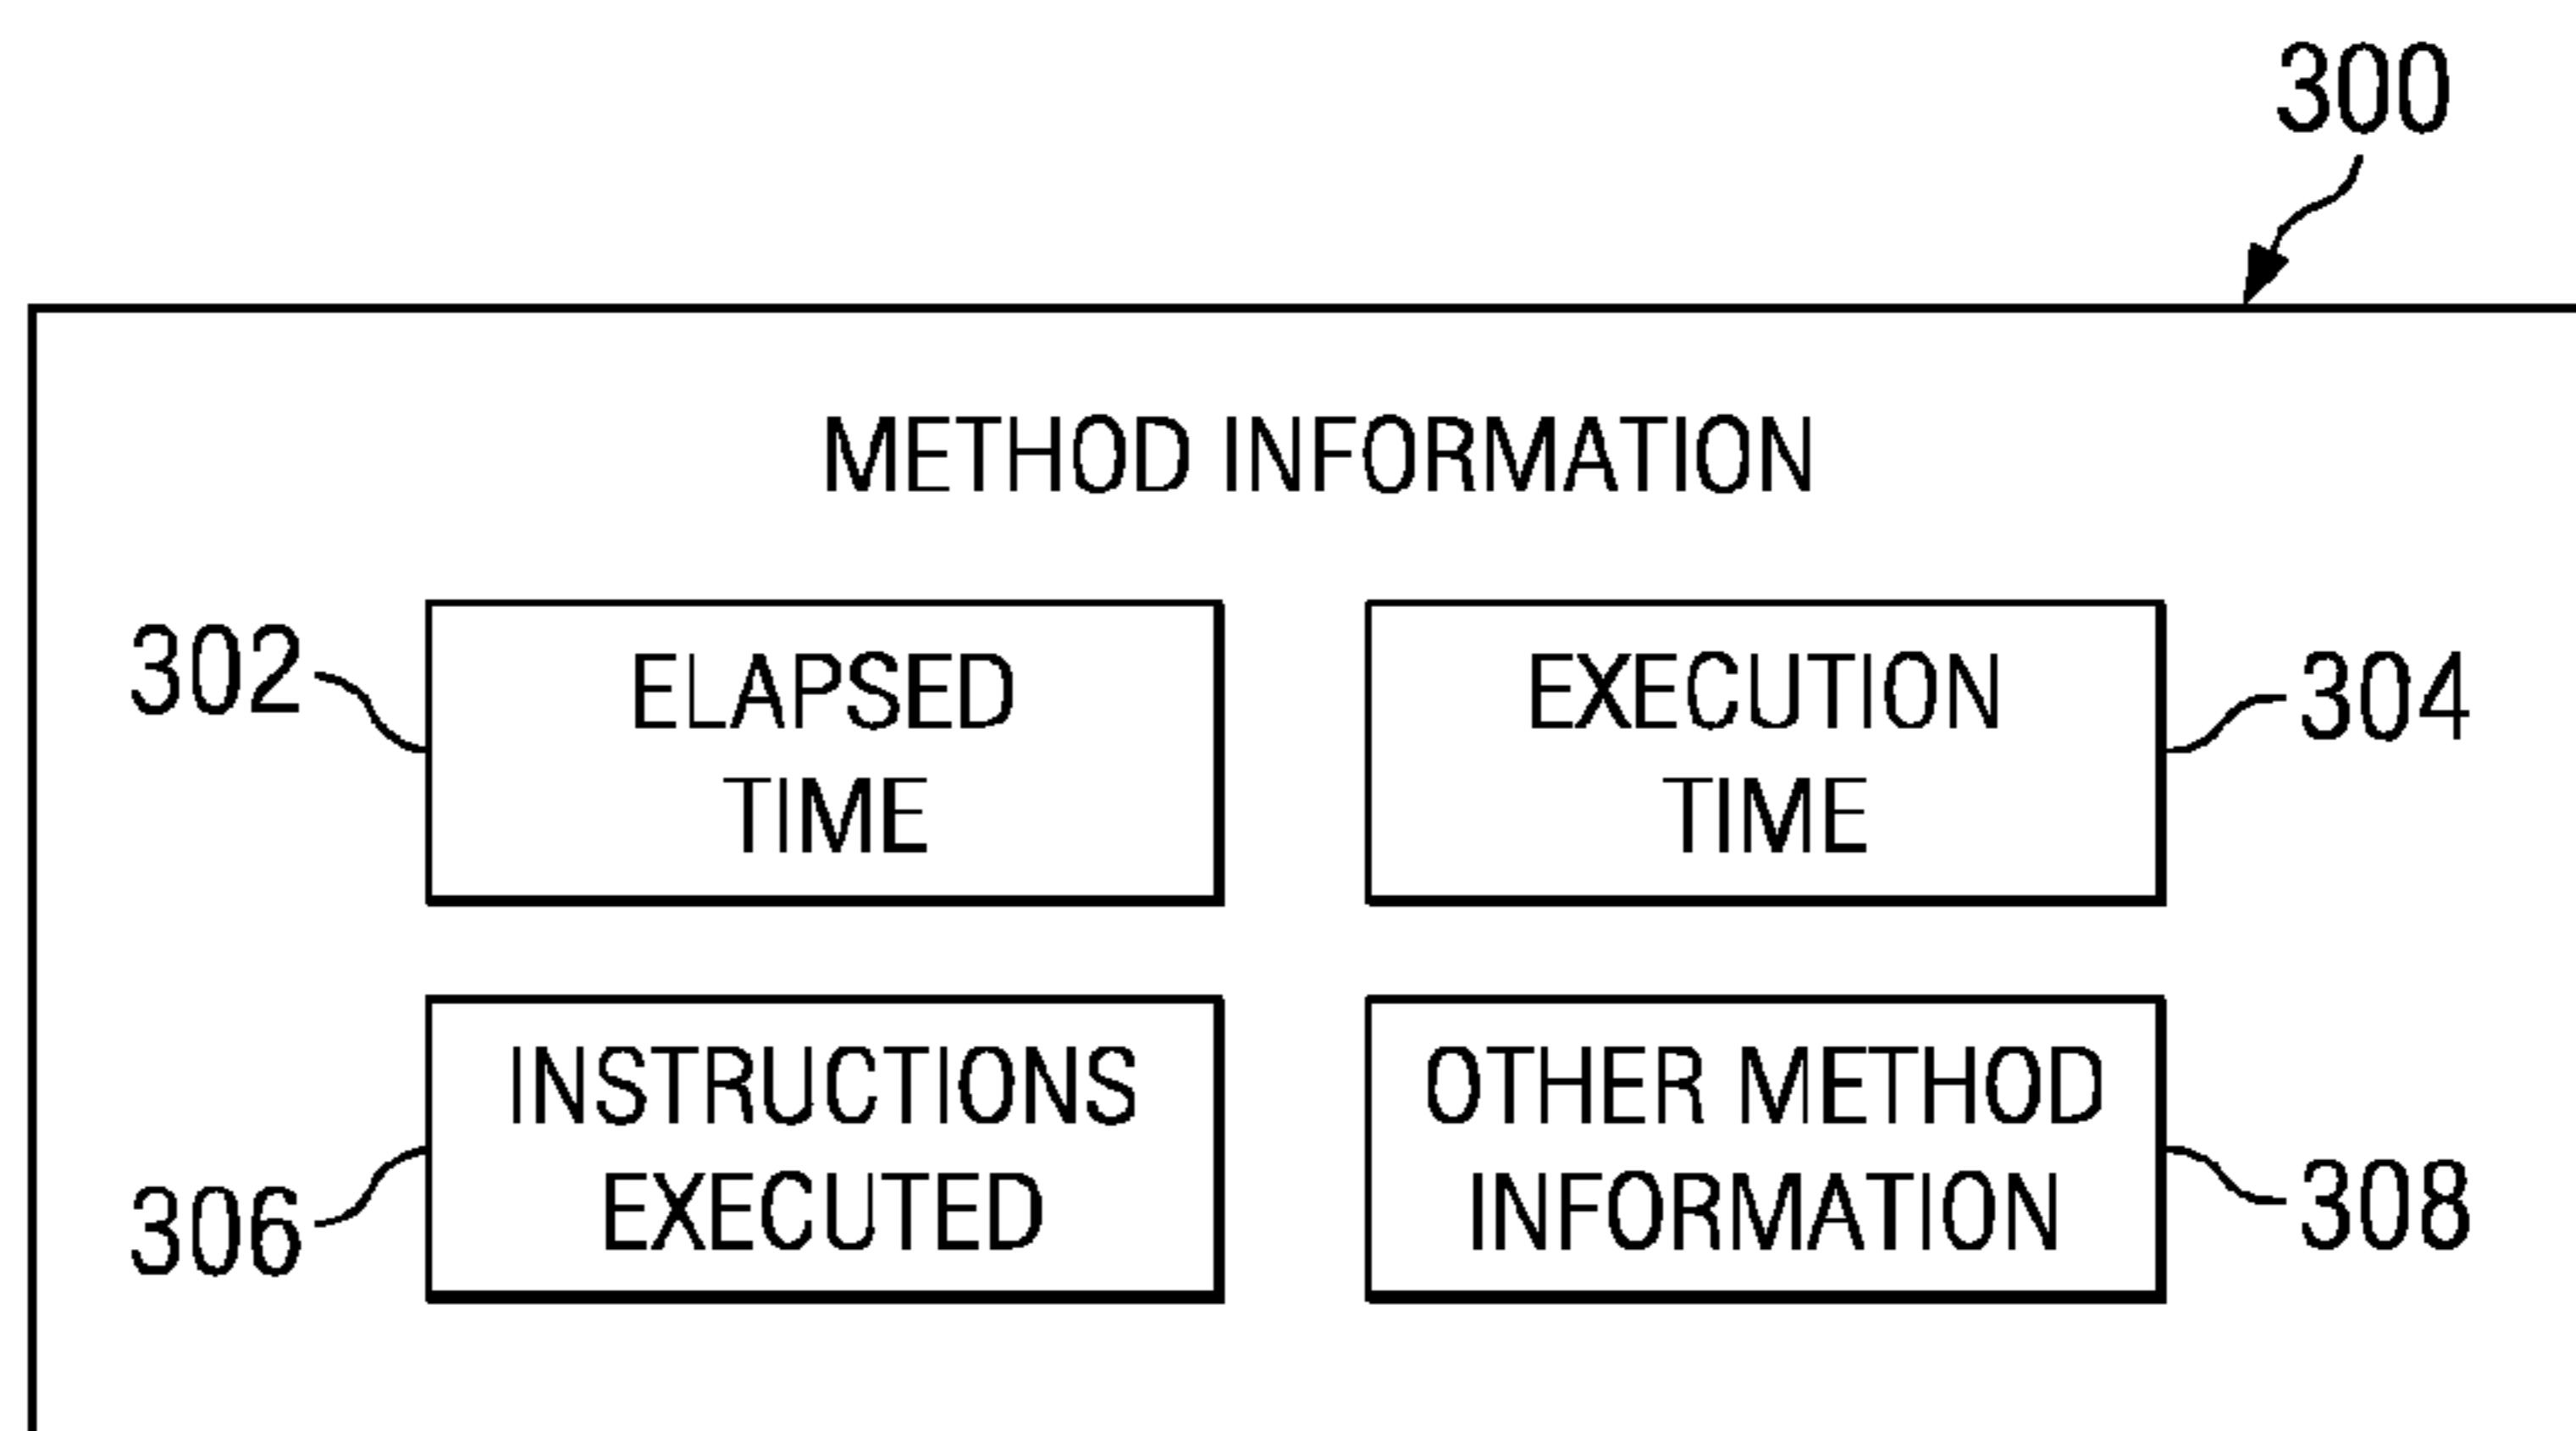 300
METHOD INFORMATION
302
ELAPSED
TIME
EXECUTION
TIME
304
306
INSTRUCTIONS
EXECUTED
OTHER METHOD
INFORMATION
308